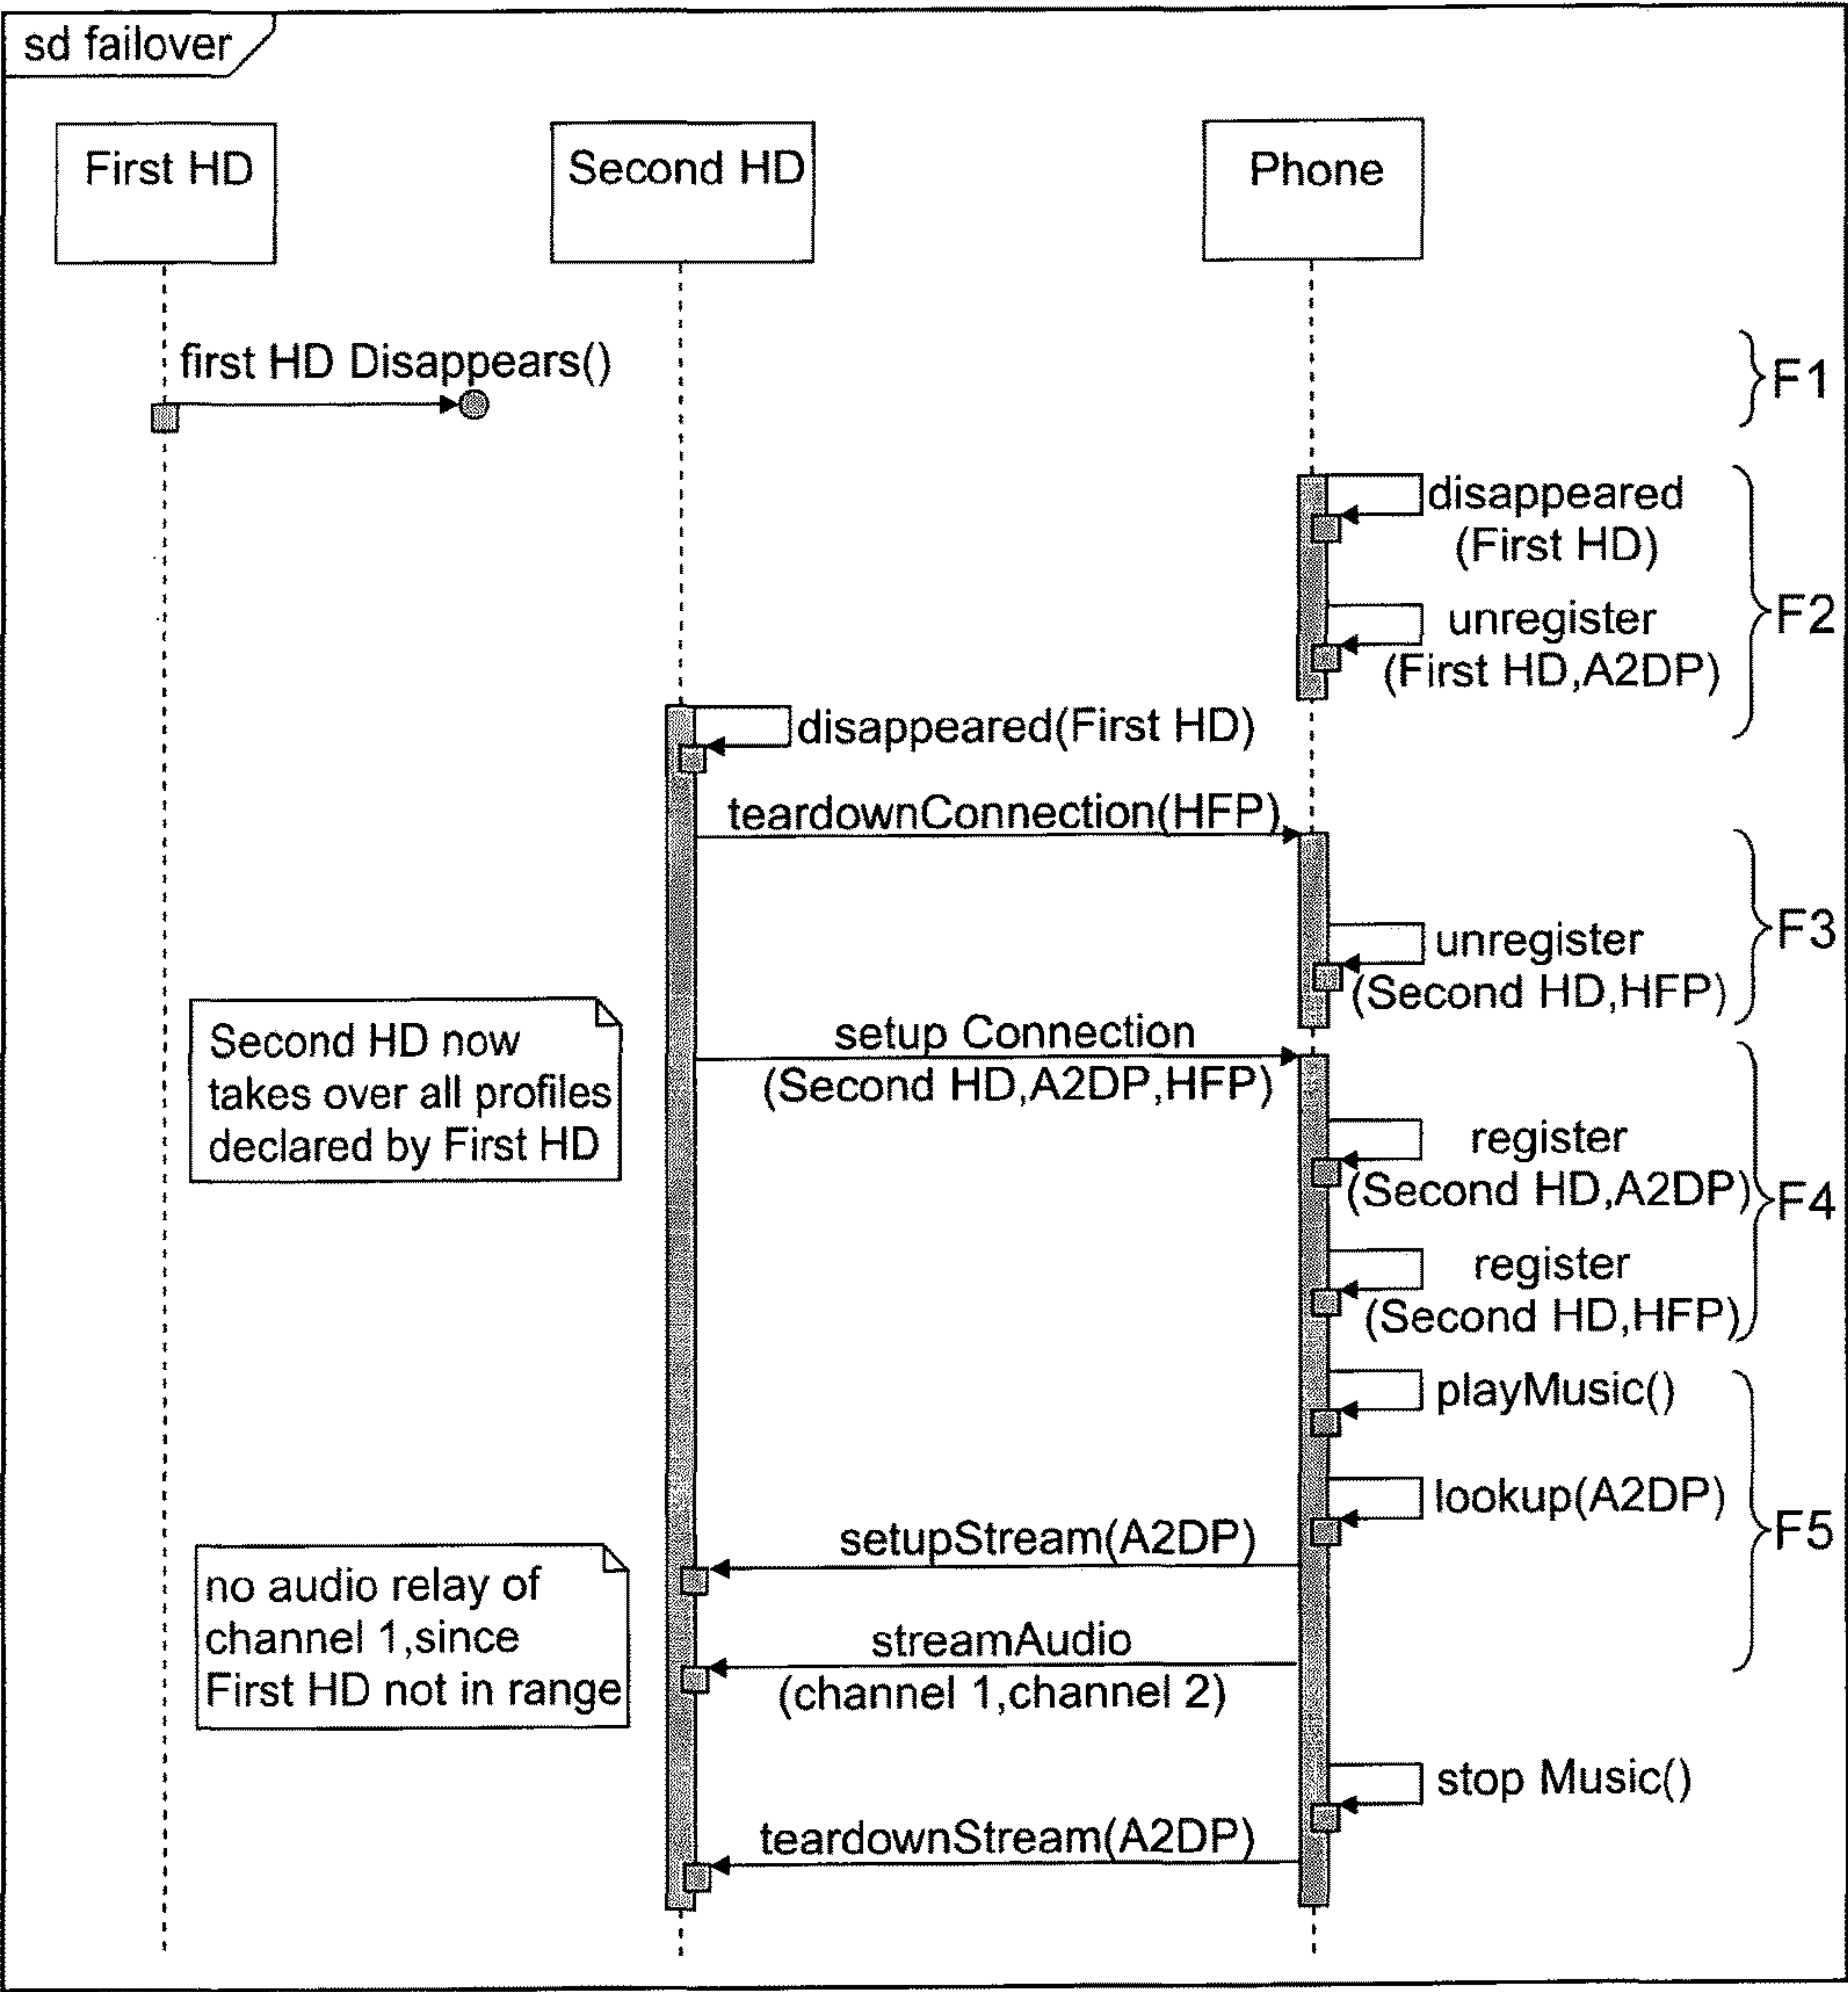 sd failover
First HD
Second HD
Phone
first HD Disappears()
F1
disappeared
(First HD)
unregister
(First HD,A2DP)
F2
disappeared(First HD)
teardownConnection(HFP)
unregister
(Second HD,HFP)
F3
Second HD now
takes over all profiles
declared by First HD
setup Connection
(Second HD,A2DP,HFP)
register
(Second HD,A2DP)
F4
register
(Second HD,HFP)
playMusic()
lookup(A2DP)
F5
setupStream(A2DP)
no audio relay of
channel 1,since
First HD not in range
streamAudio
(channel 1,channel 2)
stop Music()
teardownStream(A2DP)